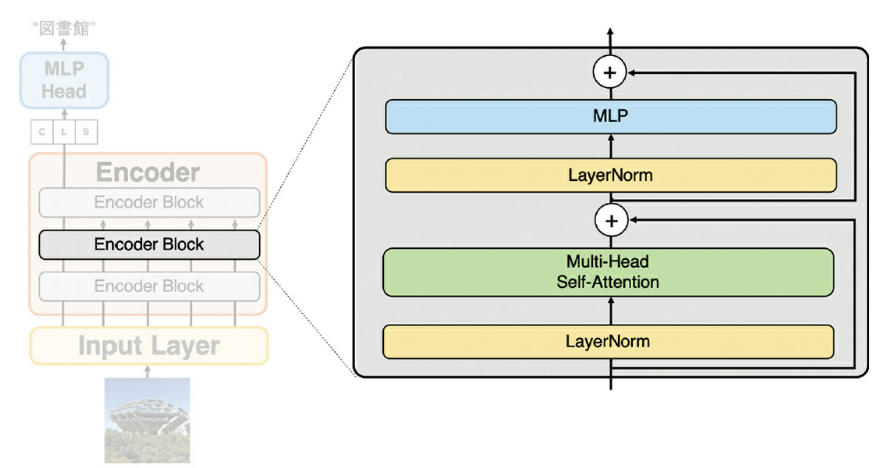 “図書館”
MLP
Head
C L S
Encoder
Encoder Block
Encoder Block
Encoder Block
Input Layer
+
MLP
LayerNorm
+
Multi-Head
Self-Attention
LayerNorm